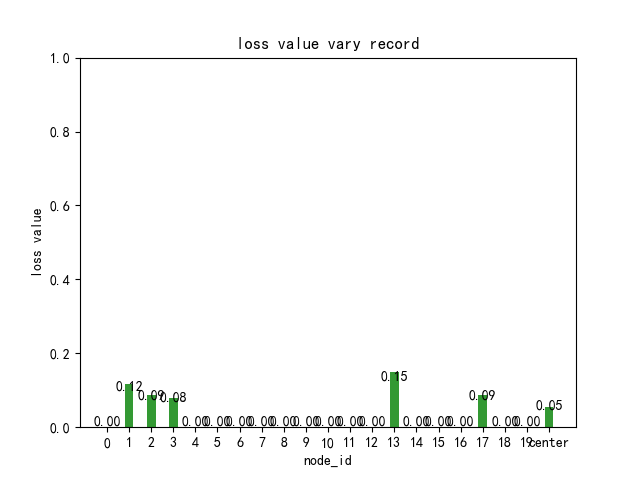 loss value vary record
1.0
0.8
0.6
0.4
0.2
0.0
loss value
0.00 0.12 0.09 0.08 0.00 0.00 0.00 0.00 0.00 0.00 0.00 0.00 0.00 0.15 0.00 0.00 0.00 0.09 0.00 0.00 0.05
0 1 2 3 4 5 6 7 8 9 10 11 12 13 14 15 16 17 18 19 center
node_id